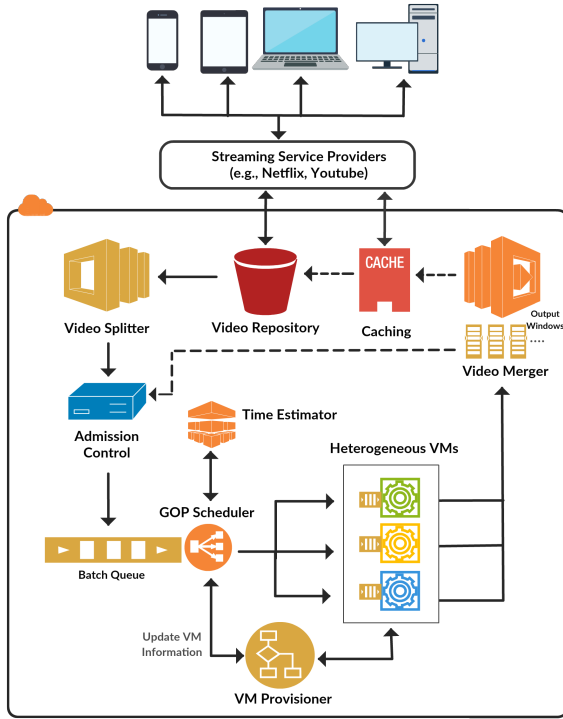 Streaming Service Providers
(e.g., Netflix, Youtube)
CACHE
Output
Windows
....
Video Splitter
Video Repository
Caching
Video Merger
Admission
Control
Time Estimator
Heterogeneous VMs
GOP Scheduler
Batch Queue
Update VM
Information
VM Provisioner